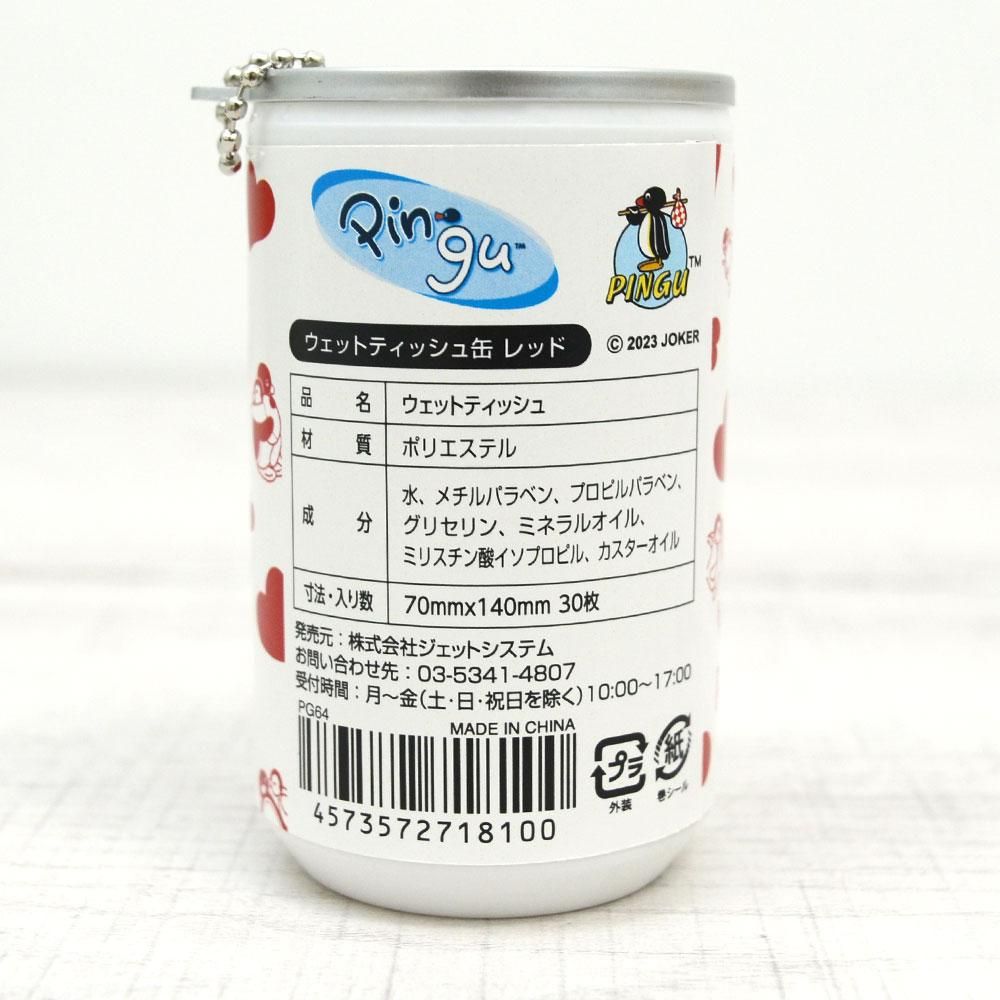 Pingu™
PINGU™
ウェットティッシュ缶 レッド
© 2023 JOKER
品名 ウェットティッシュ
材質 ポリエステル
成分 水、メチルパラベン、プロピルパラベン、
グリセリン、ミネラルオイル、
ミリスチン酸イソプロピル、カスターオイル
寸法・入り数 70mmx140mm 30枚
発売元：株式会社ジェットシステム
お問い合わせ先：03-5341-4807
受付時間：月～金(土・日・祝日を除く)10:00～17:00
PG64
MADE IN CHINA
4573572718100
プラ
外装
紙
巻シール